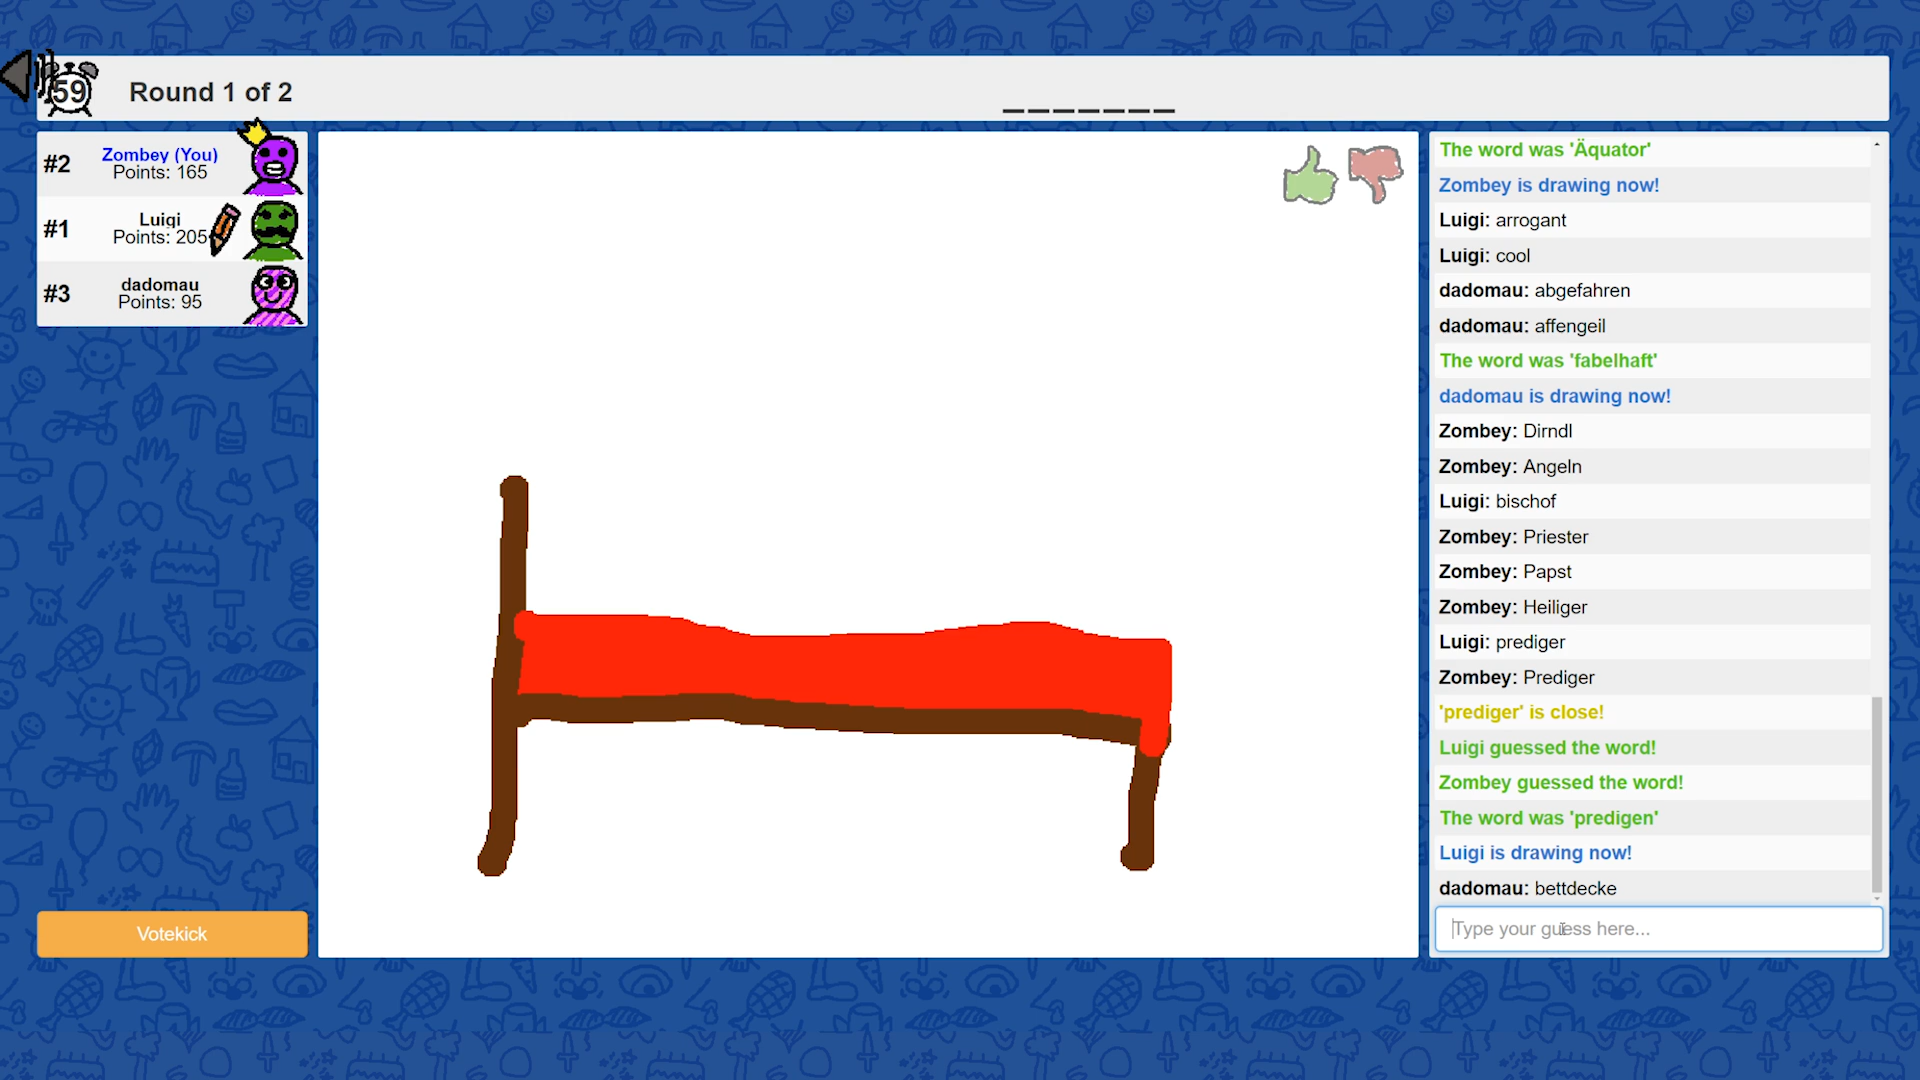 59
Round 1 of 2
_ _ _ _ _ _ _
#2
Zombey (You)
Points: 165
#1
Luigi
Points: 205
#3
dadomau
Points: 95
Votekick
The word was 'Äquator'
Zombey is drawing now!
Luigi: arrogant
Luigi: cool
dadomau: abgefahren
dadomau: affengeil
The word was 'fabelhaft'
dadomau is drawing now!
Zombey: Dirndl
Zombey: Angeln
Luigi: bischof
Zombey: Priester
Zombey: Papst
Zombey: Heiliger
Luigi: prediger
Zombey: Prediger
'prediger' is close!
Luigi guessed the word!
Zombey guessed the word!
The word was 'predigen'
Luigi is drawing now!
dadomau: bettdecke
Type your guess here...